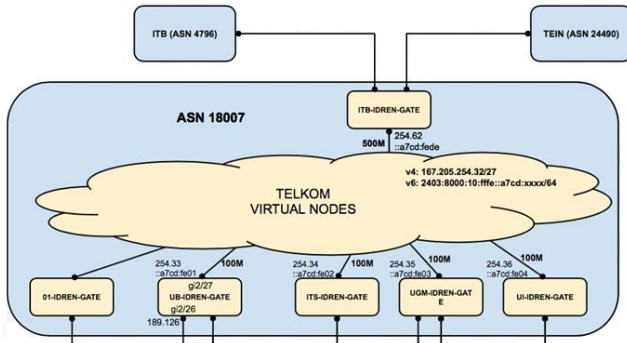 ITB (ASN 4796)
TEIN (ASN 24490)
ASN 18007
ITB-IDREN-GATE
500M
254.62
::a7cd:fede
v4: 167.205.254.32/27
v6: 2403:8000:10:fffe::a7cd:xxxx/64
TELKOM
VIRTUAL NODES
254.33
::a7cd:fe01
100M
254.34
::a7cd:fe02
100M
254.35
::a7cd:fe03
100M
254.36
::a7cd:fe04
100M
01-IDREN-GATE
gi2/27
UB-IDREN-GATE
gi2/26
189.126
ITS-IDREN-GATE
UGM-IDREN-GAT
E
UI-IDREN-GATE